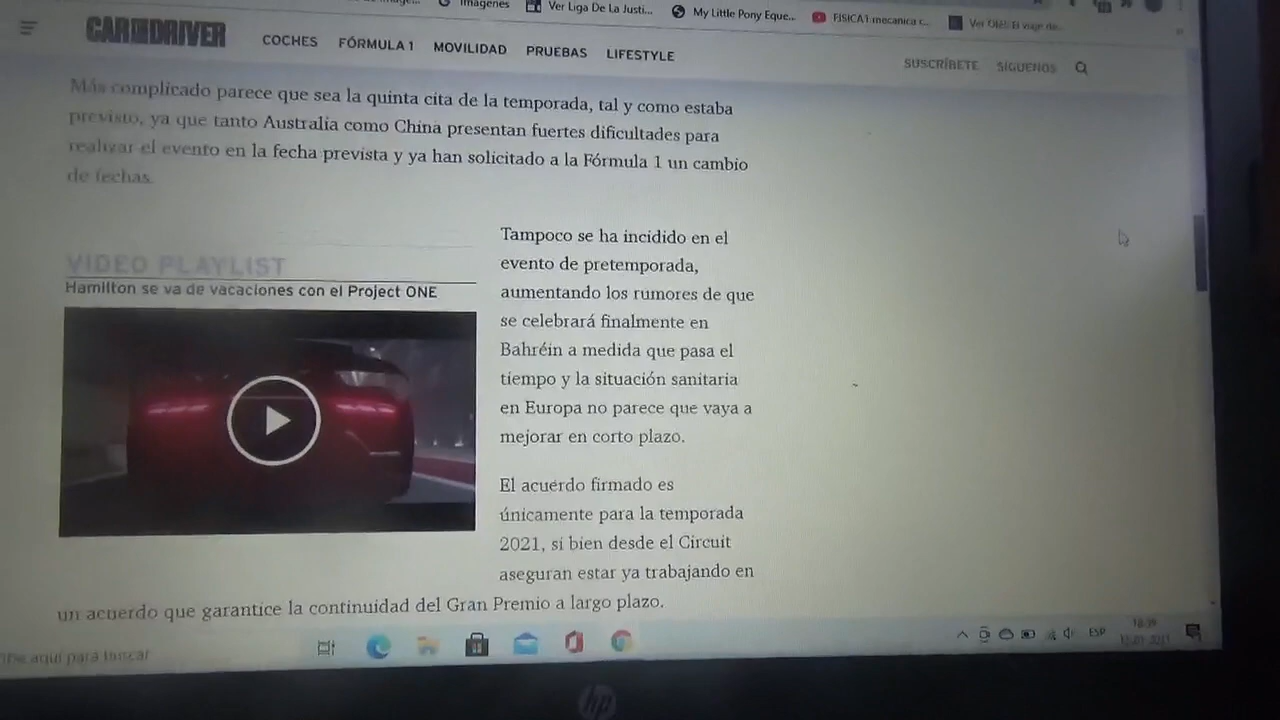 Imágenes
Ver Liga De La Justi...
My Little Pony Eque...
FISICA1 mecanica c...
CAR AND DRIVER
COCHES
FÓRMULA 1
MOVILIDAD
PRUEBAS
LIFESTYLE
SUSCRÍBETE
SÍGUENOS
Más complicado parece que sea la quinta cita de la temporada, tal y como estaba
previsto, ya que tanto Australia como China presentan fuertes dificultades para
realizar el evento en la fecha prevista y ya han solicitado a la Fórmula 1 un cambio
de fechas.
VIDEO PLAYLIST
Hamilton se va de vacaciones con el Project ONE
Tampoco se ha incidido en el
evento de pretemporada,
aumentando los rumores de que
se celebrará finalmente en
Bahréin a medida que pasa el
tiempo y la situación sanitaria
en Europa no parece que vaya a
mejorar en corto plazo.
El acuerdo firmado es
únicamente para la temporada
2021, si bien desde el Circuit
aseguran estar ya trabajando en
un acuerdo que garantice la continuidad del Gran Premio a largo plazo.
aquí para buscar
ESP
hp